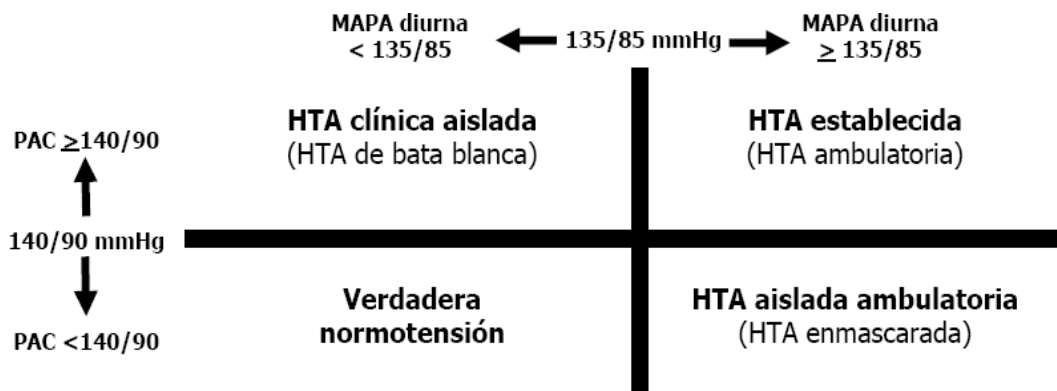 MAPA diurna
< 135/85
135/85 mmHg
MAPA diurna
≥ 135/85
PAC ≥140/90
HTA clínica aislada
(HTA de bata blanca)
HTA establecida
(HTA ambulatoria)
140/90 mmHg
PAC <140/90
Verdadera
normotensión
HTA aislada ambulatoria
(HTA enmascarada)